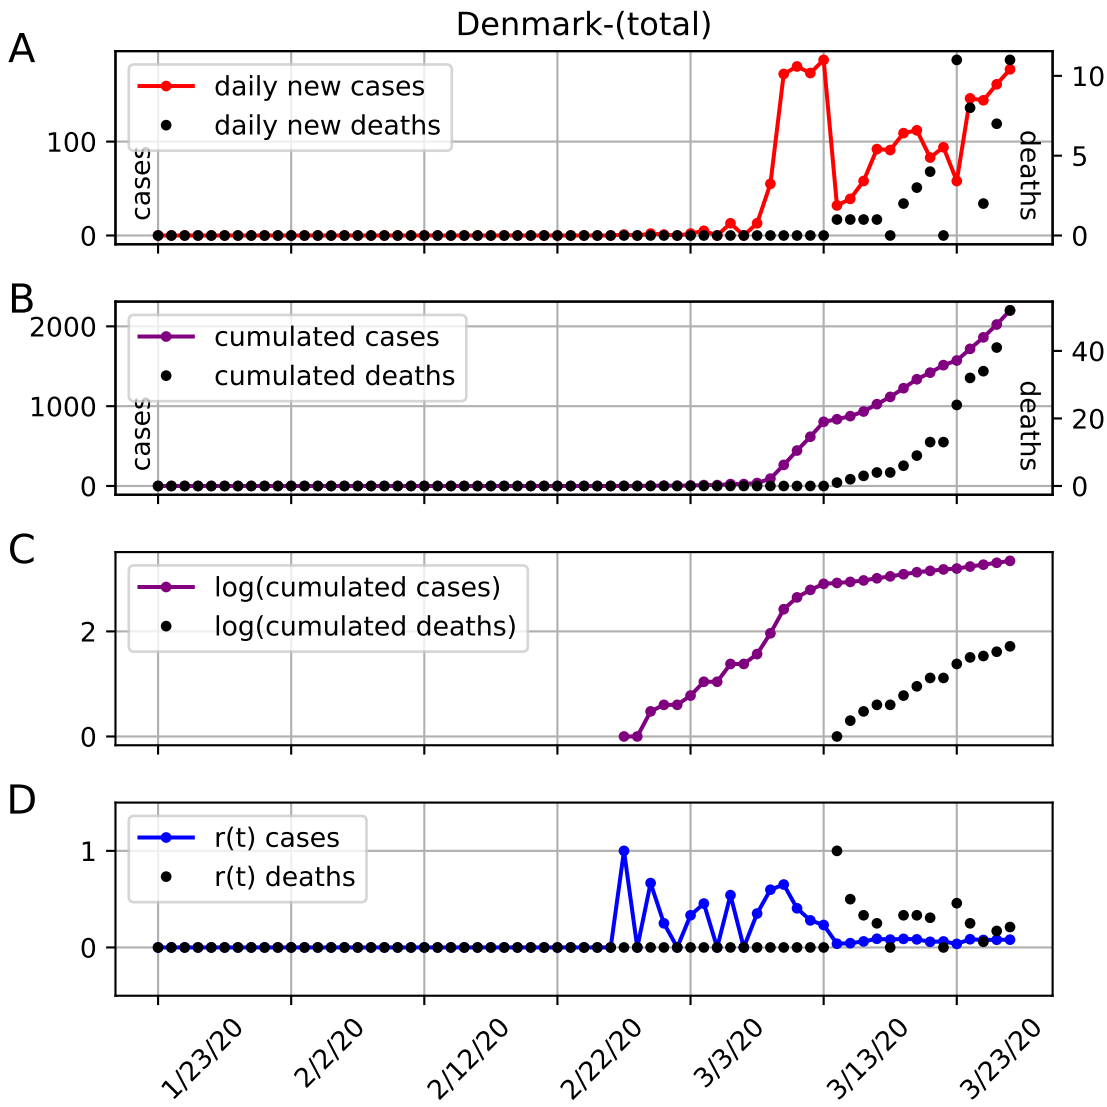 Denmark-(total)
A
daily new cases
daily new deaths
100
0
cases
10
5
0
deaths
B
cumulated cases
cumulated deaths
2000
1000
0
cases
40
20
0
deaths
C
log(cumulated cases)
log(cumulated deaths)
2
0
D
r(t) cases
r(t) deaths
1
0
1/23/20
2/2/20
2/12/20
2/22/20
3/3/20
3/13/20
3/23/20